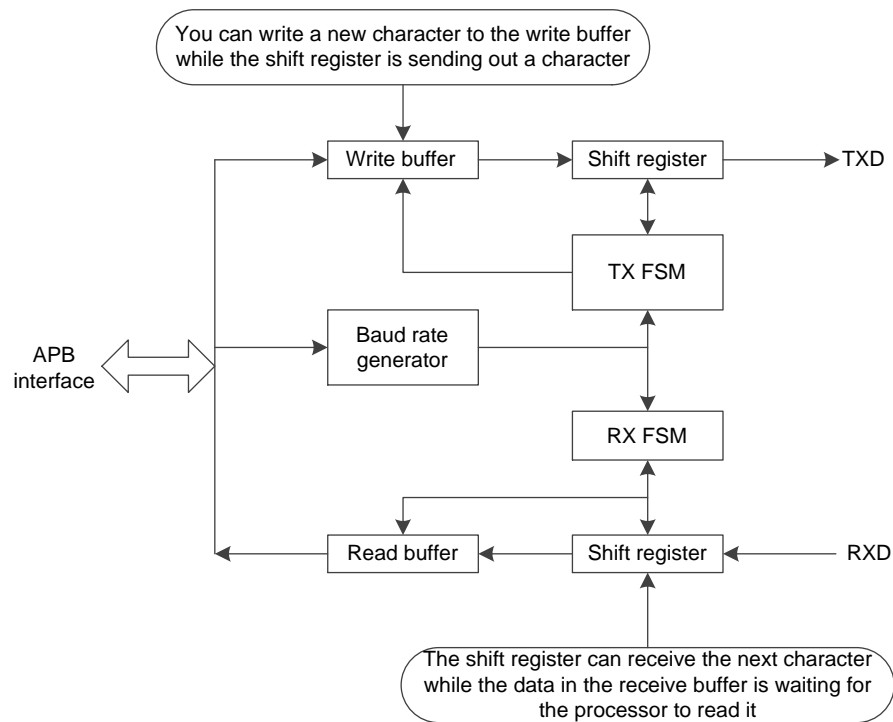 You can write a new character to the write buffer
while the shift register is sending out a character
Write buffer
Shift register
TXD
TX FSM
Baud rate
generator
APB
interface
RX FSM
Read buffer
Shift register
RXD
The shift register can receive the next character
while the data in the receive buffer is waiting for
the processor to read it